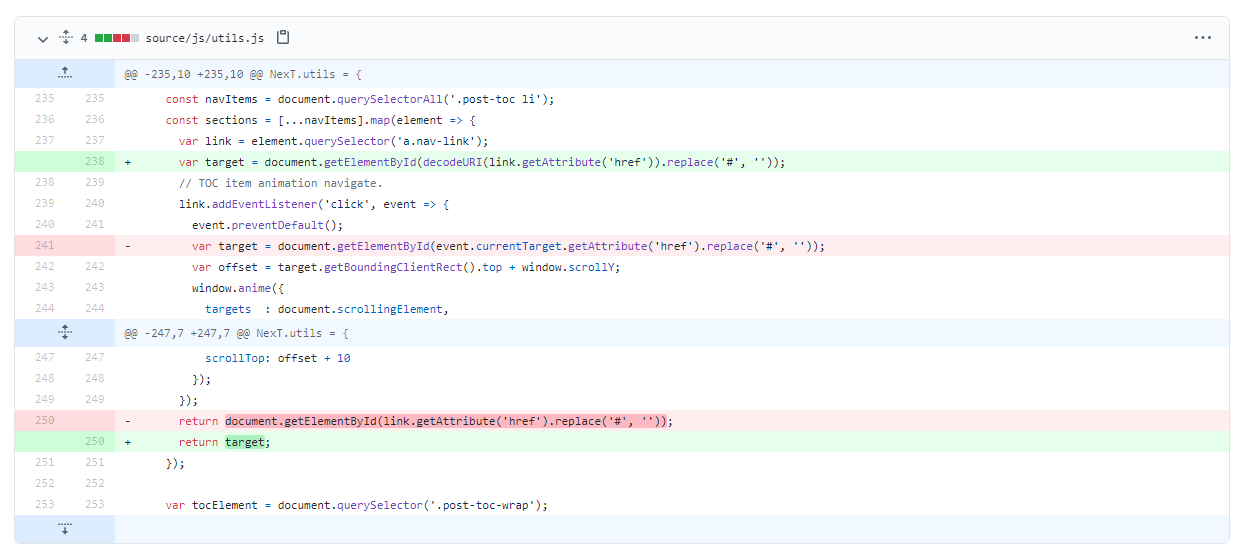 4 source/js/utils.js
@@ -235,10 +235,10 @@ NexT.utils = {
235 235 const navItems = document.querySelectorAll('.post-toc li');
236 236 const sections = [...navItems].map(element => {
237 237 var link = element.querySelector('a.nav-link');
238 + var target = document.getElementById(decodeURI(link.getAttribute('href')).replace('#', ''));
238 239 // TOC item animation navigate.
239 240 link.addEventListener('click', event => {
240 241 event.preventDefault();
241 - var target = document.getElementById(event.currentTarget.getAttribute('href').replace('#', ''));
242 242 var offset = target.getBoundingClientRect().top + window.scrollY;
243 243 window.anime({
244 244 targets : document.scrollingElement,
@@ -247,7 +247,7 @@ NexT.utils = {
247 247 scrollTop: offset + 10
248 248 });
249 249 });
250 - return document.getElementById(link.getAttribute('href').replace('#', ''));
250 + return target;
251 251 });
252 252
253 253 var tocElement = document.querySelector('.post-toc-wrap');